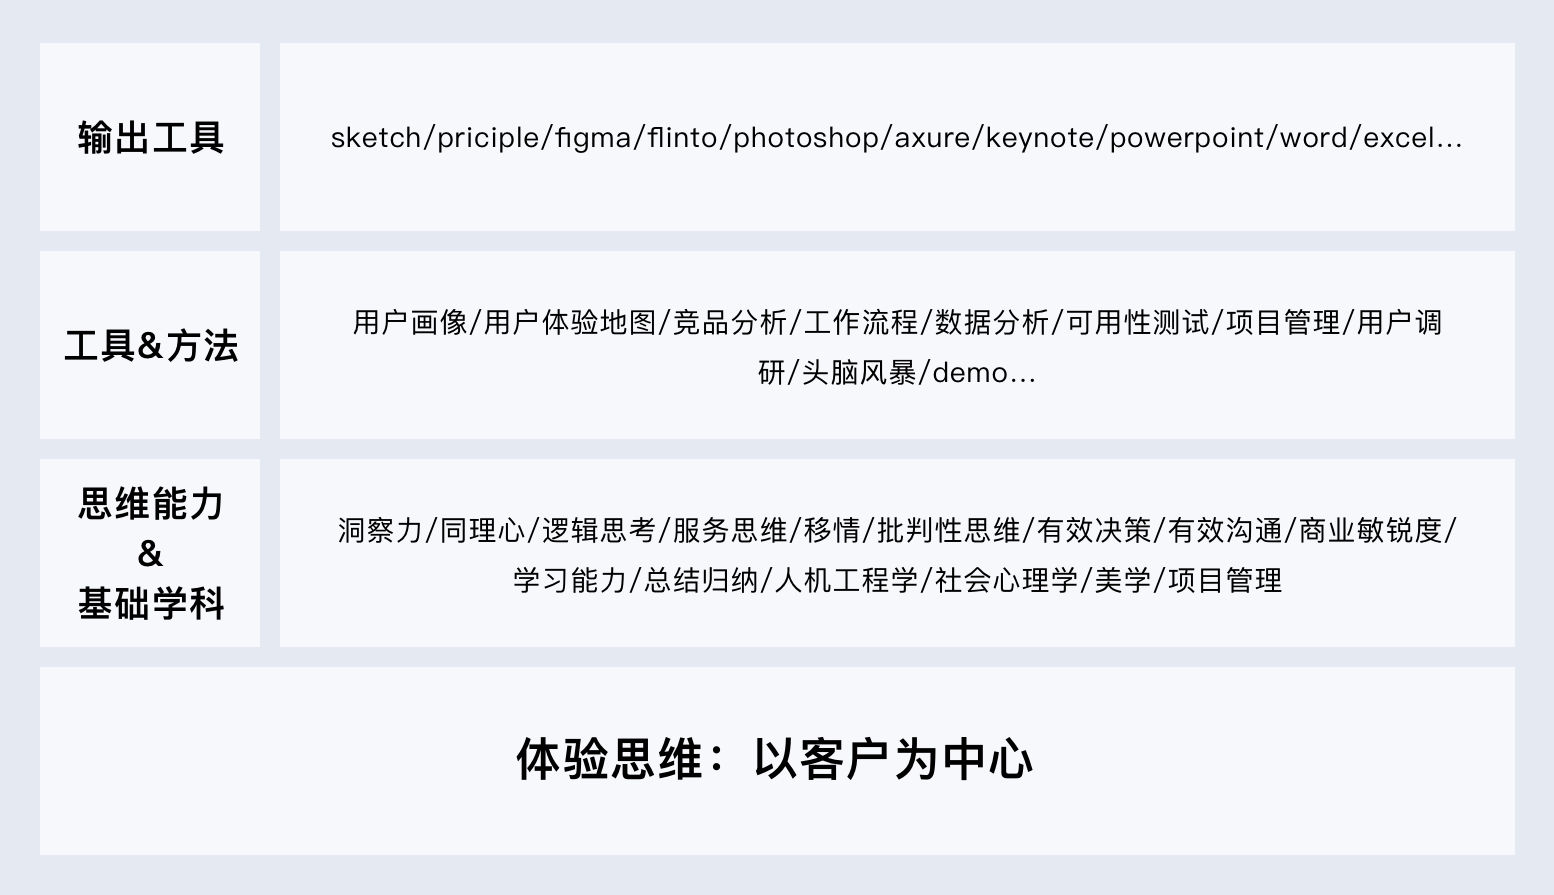 输出工具
sketch/priciple/figma/flinto/photoshop/axure/keynote/powerpoint/word/excel...
工具&方法
用户画像/用户体验地图/竞品分析/工作流程/数据分析/可用性测试/项目管理/用户调
研/头脑风暴/demo...
思维能力
&
基础学科
洞察力/同理心/逻辑思考/服务思维/移情/批判性思维/有效决策/有效沟通/商业敏锐度/
学习能力/总结归纳/人机工程学/社会心理学/美学/项目管理
体验思维：以客户为中心